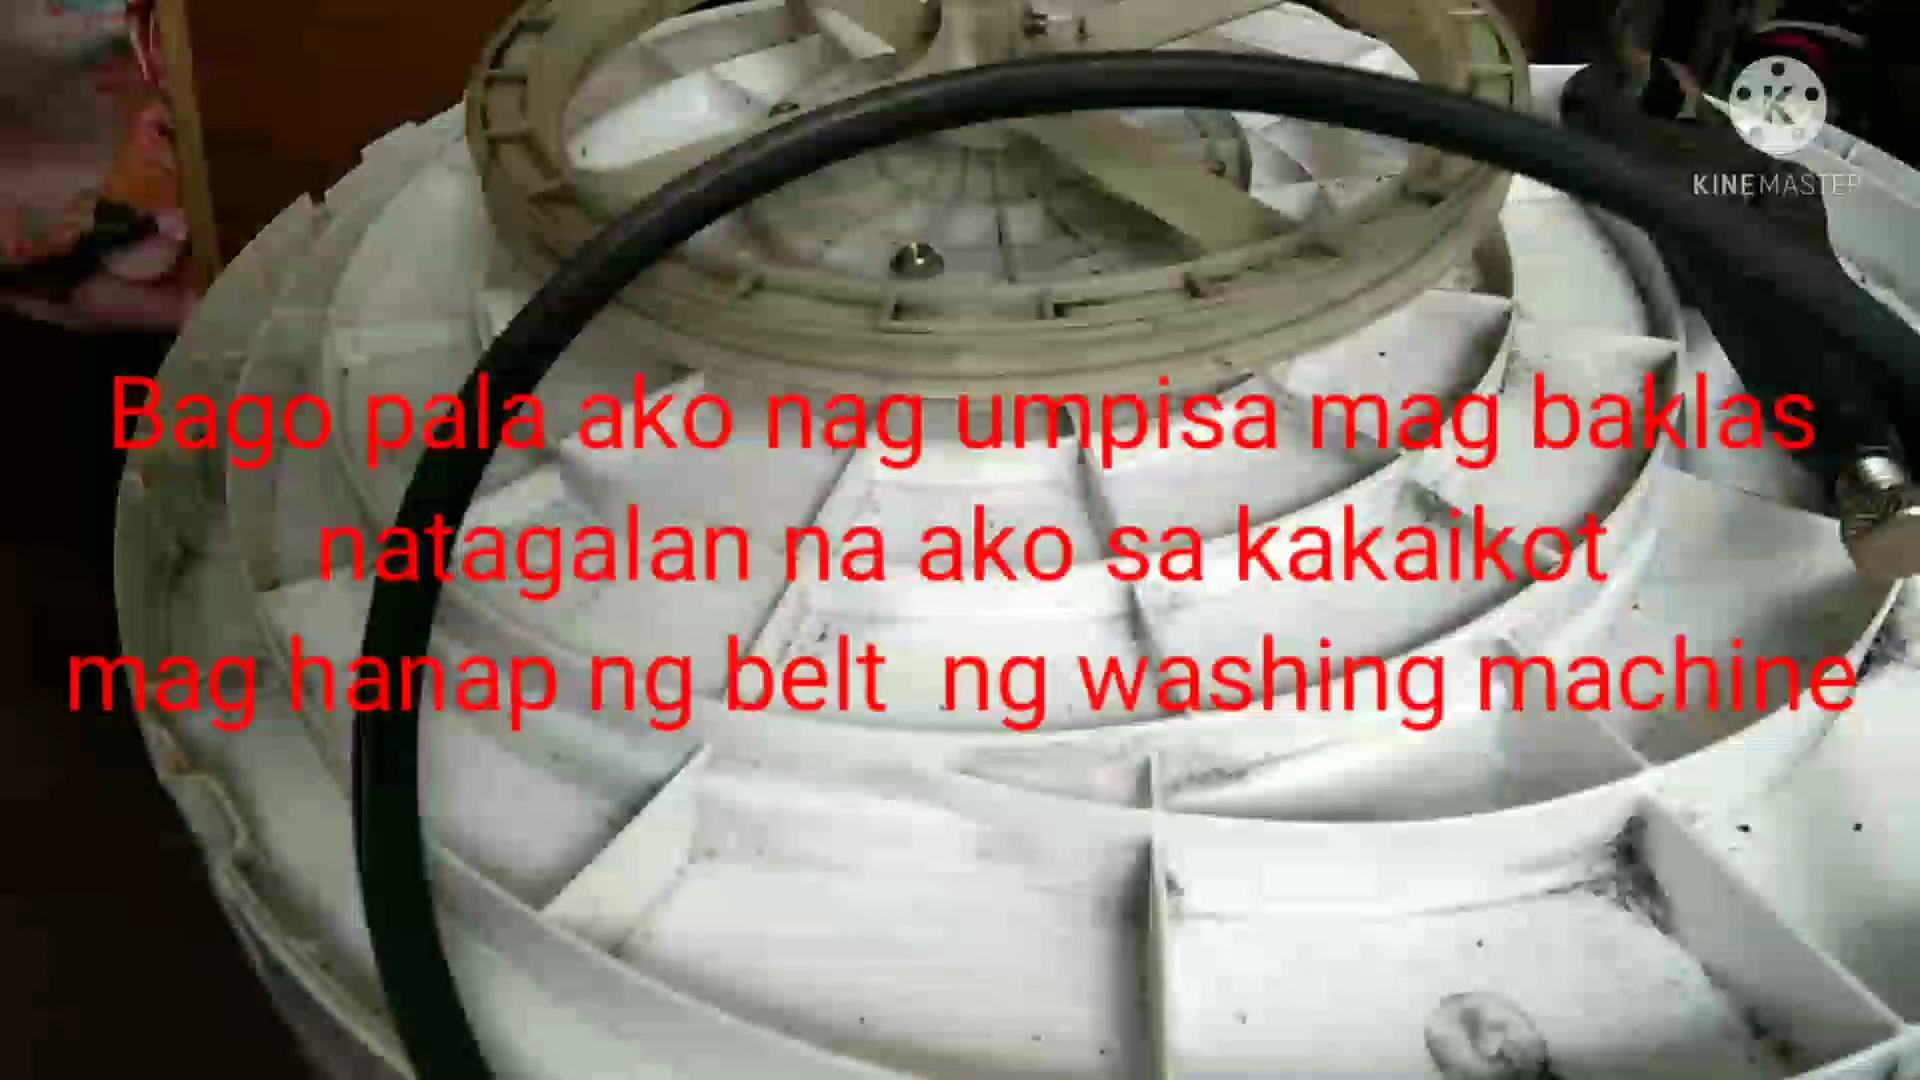 K
KINEMASTER
Bago pala ako nag umpisa mag baklas
natagalan na ako sa kakaikot
mag hanap ng belt  ng washing machine